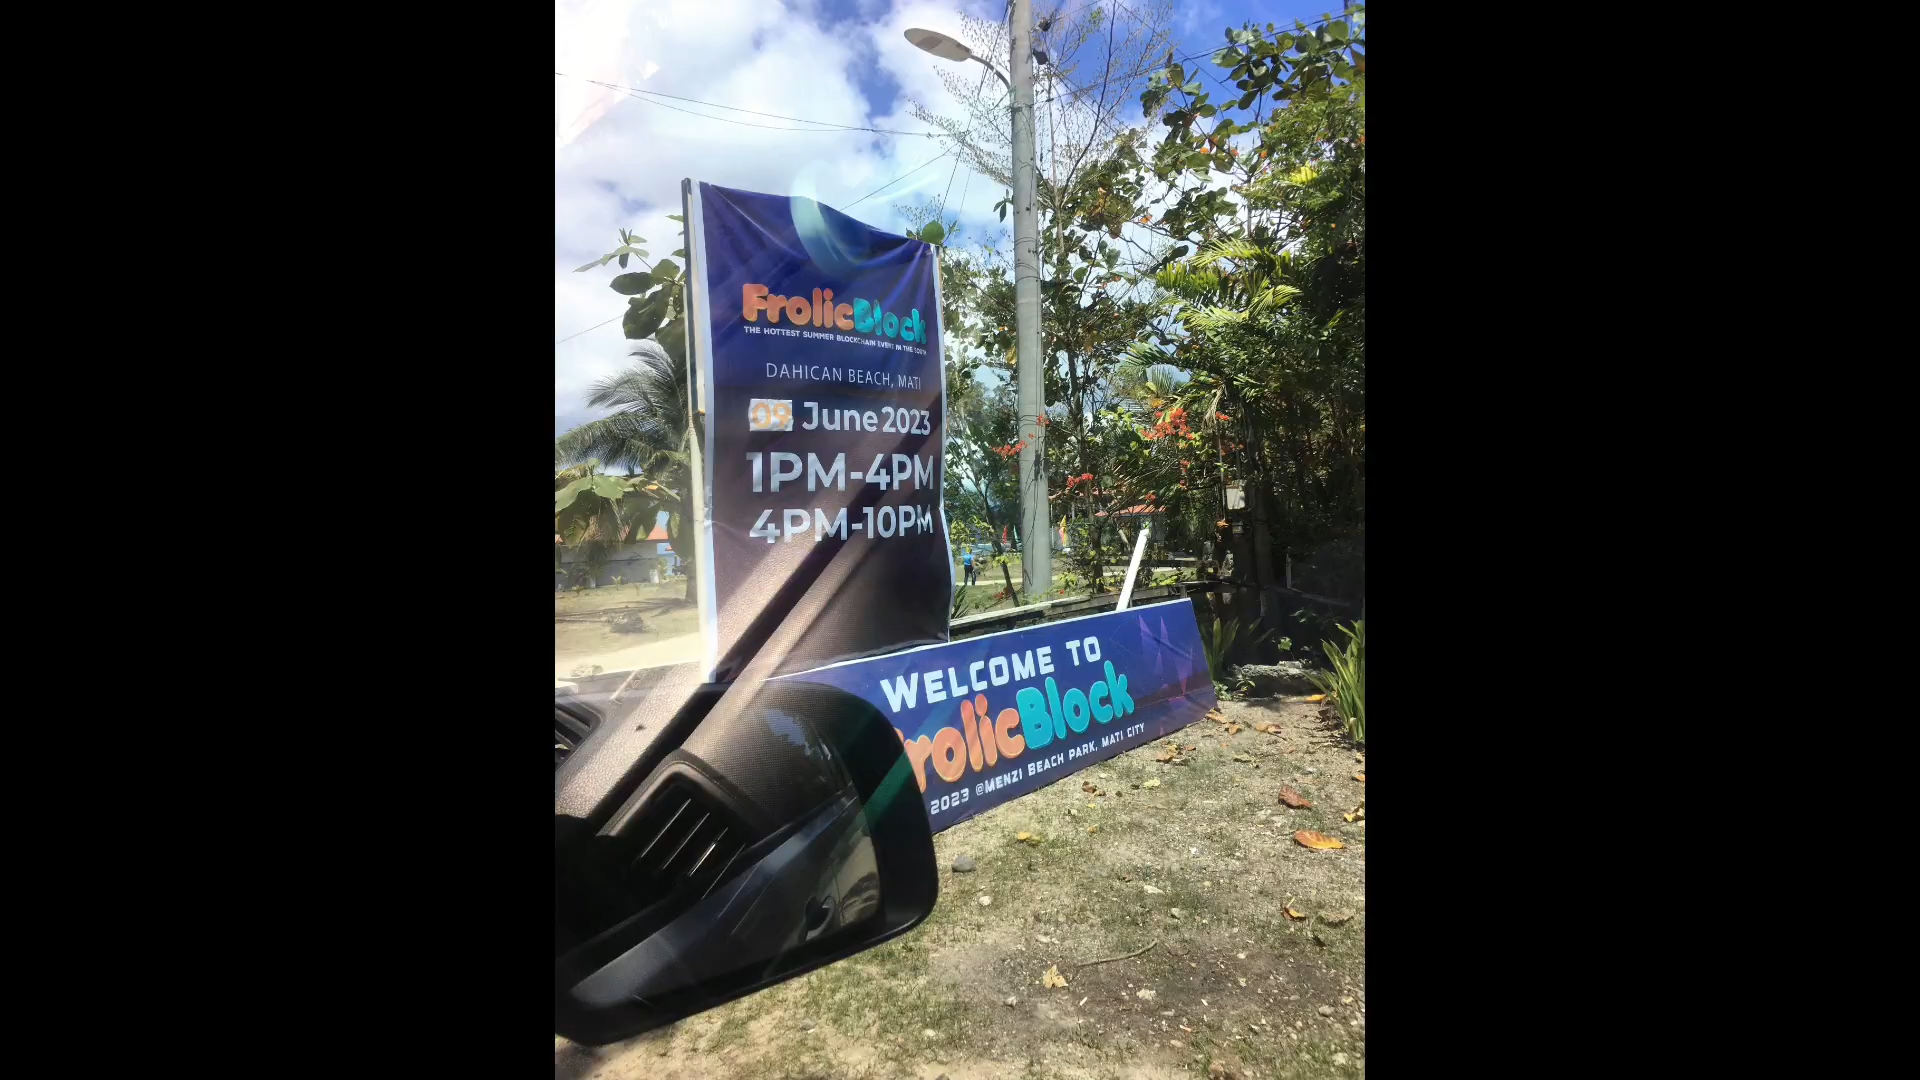 FrolicBlock
THE HOTTEST SUMMER BLOCKCHAIN EVENT IN THE SOUTH
DAHICAN BEACH, MATI
09 June 2023
1PM-4PM
4PM-10PM
WELCOME TO
FrolicBlock
2023 @MENZI BEACH PARK, MATI CITY